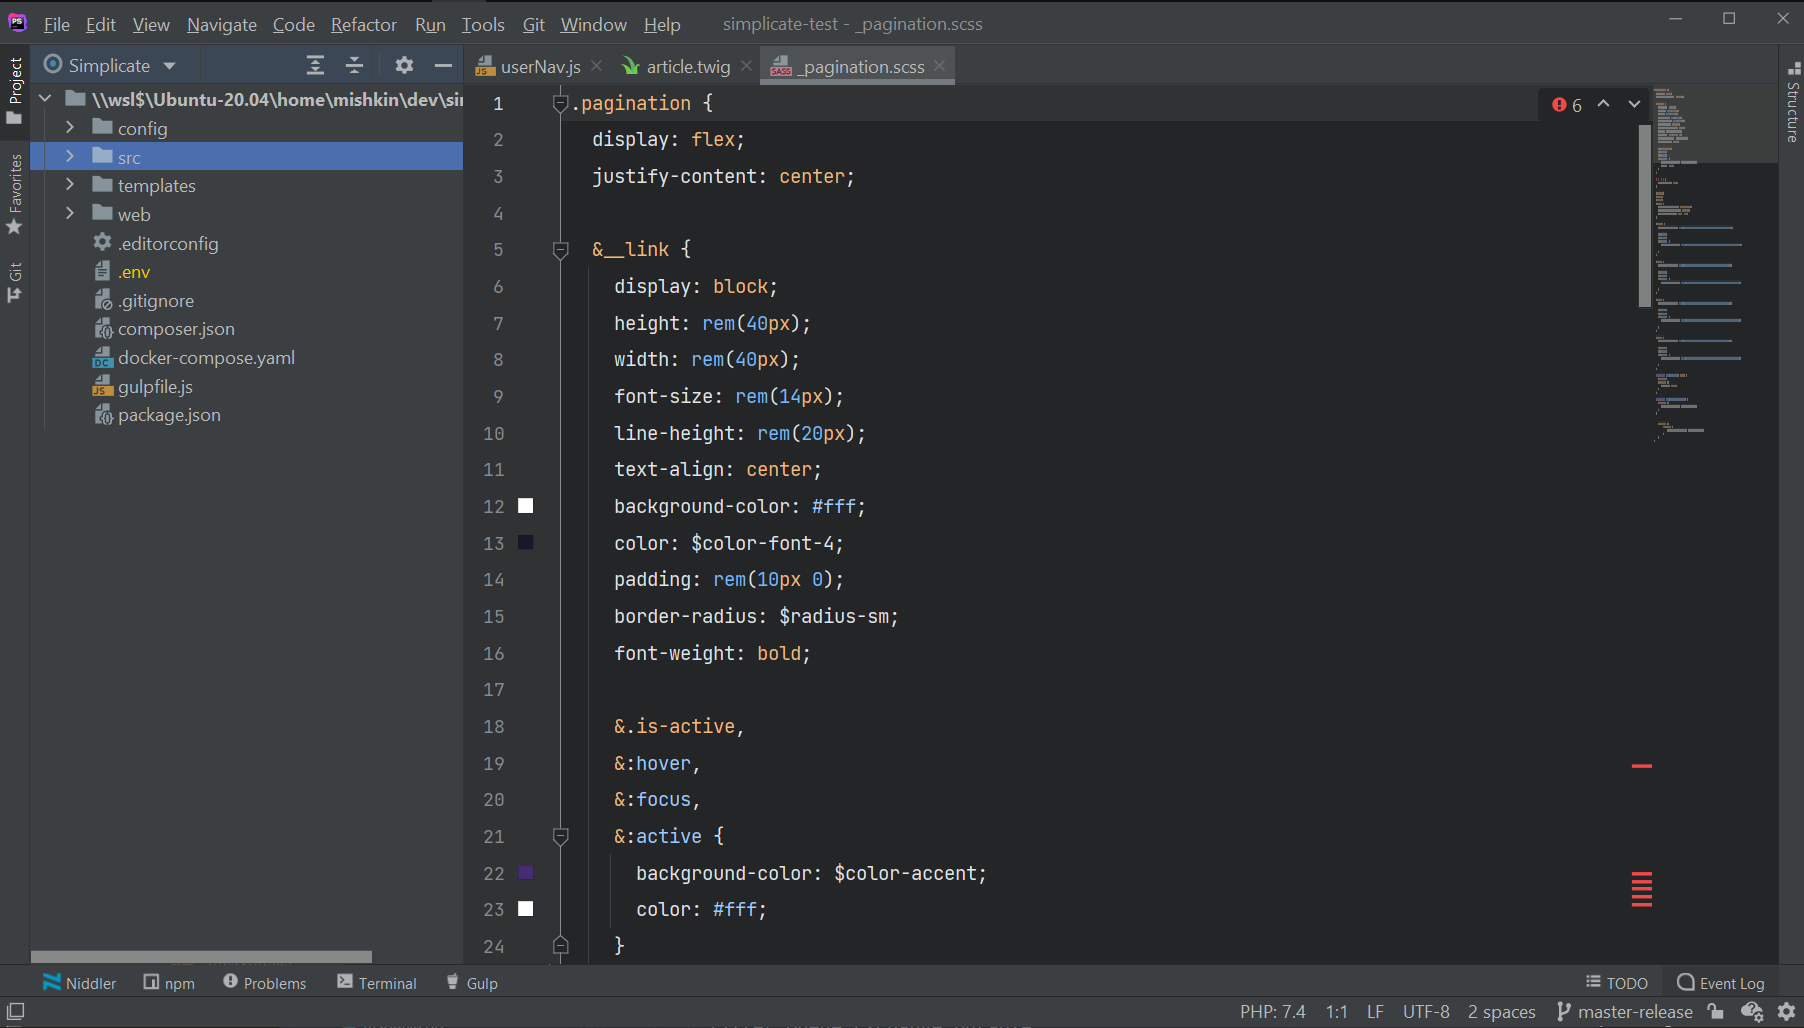 PS File Edit View Navigate Code Refactor Run Tools Git Window Help simplicate-test - _pagination.scss
Project
Favorites
Git
Simplicate
\\wsl$\Ubuntu-20.04\home\mishkin\dev\sir
config
src
templates
web
.editorconfig
.env
.gitignore
composer.json
DC docker-compose.yaml
JS gulpfile.js
package.json
JS userNav.js article.twig SASS _pagination.scss
6
1 .pagination {
2 display: flex;
3 justify-content: center;
4
5 &__link {
6 display: block;
7 height: rem(40px);
8 width: rem(40px);
9 font-size: rem(14px);
10 line-height: rem(20px);
11 text-align: center;
12 background-color: #fff;
13 color: $color-font-4;
14 padding: rem(10px 0);
15 border-radius: $radius-sm;
16 font-weight: bold;
17
18 &.is-active,
19 &:hover,
20 &:focus,
21 &:active {
22 background-color: $color-accent;
23 color: #fff;
24 }
Structure
Niddler npm Problems Terminal Gulp TODO Event Log
PHP: 7.4 1:1 LF UTF-8 2 spaces master-release